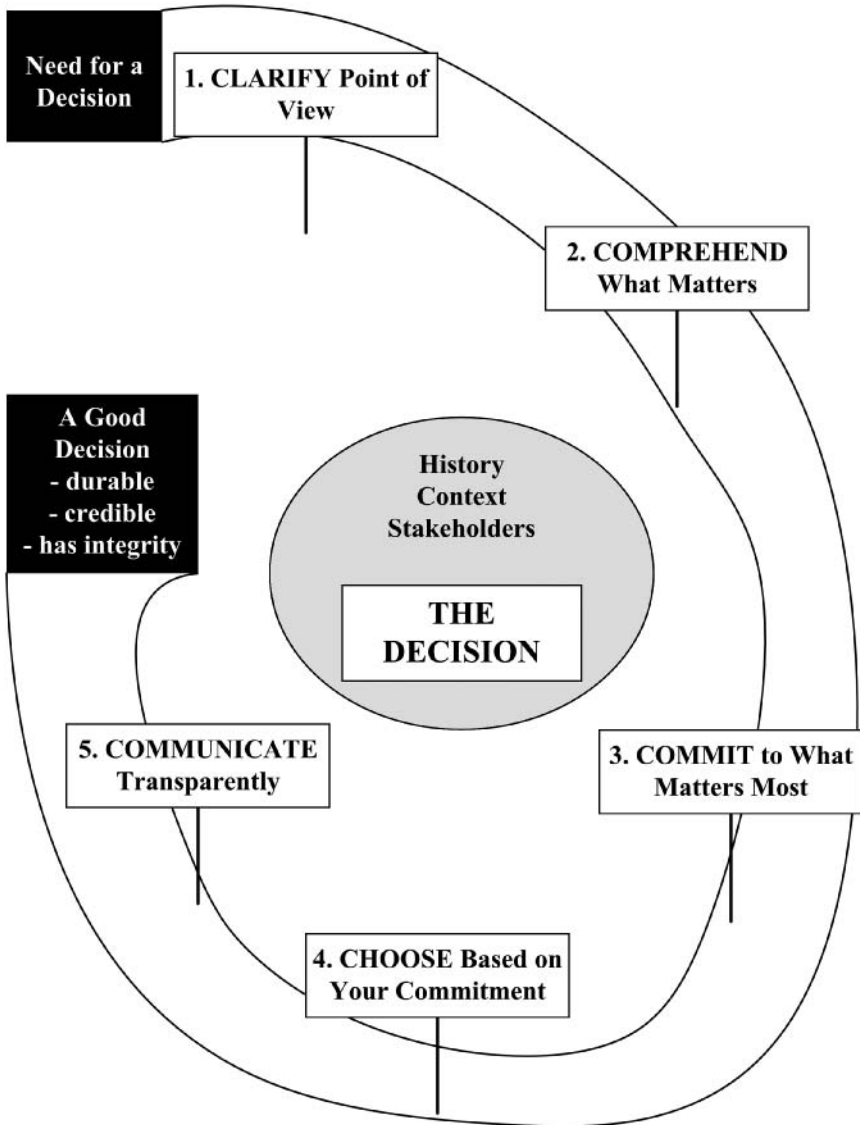 Need for a
Decision
1. CLARIFY Point of
View
2. COMPREHEND
What Matters
A Good
Decision
- durable
- credible
- has integrity
History
Context
Stakeholders
THE
DECISION
5. COMMUNICATE
Transparently
3. COMMIT to What
Matters Most
4. CHOOSE Based on
Your Commitment